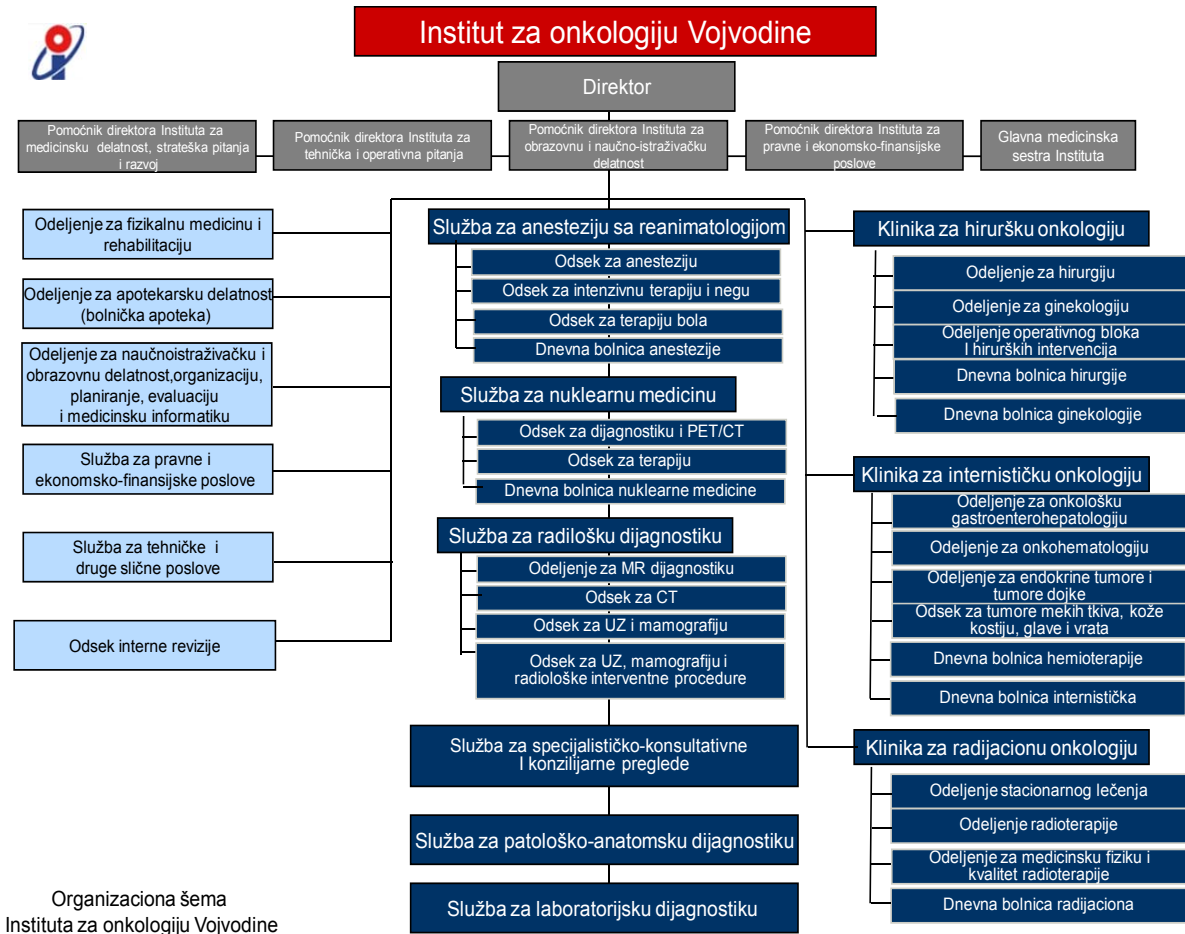 Institut za onkologiju Vojvodine
Direktor
Pomoćnik direktora Instituta za
medicinsku delatnost, strateška pitanja
i razvoj
Pomoćnik direktora Instituta za
tehnička i operativna pitanja
Pomoćnik direktora Instituta za
obrazovnu i naučno-istraživačku
delatnost
Pomoćnik direktora Instituta za
pravne i ekonomsko-finansijske
poslove
Glavna medicinska
sestra Instituta
Odeljenje za fizikalnu medicinu i
rehabilitaciju
Odeljenje za apotekarsku delatnost
(bolnička apoteka)
Odeljenje za naučnoistraživačku i
obrazovnu delatnost,organizaciju,
planiranje, evaluaciju
i medicinsku informatiku
Služba za pravne i
ekonomsko-finansijske poslove
Služba za tehničke i
druge slične poslove
Odsek interne revizije
Služba za anesteziju sa reanimatologijom
Odsek za anesteziju
Odsek za intenzivnu terapiju i negu
Odsek za terapiju bola
Dnevna bolnica anestezije
Služba za nuklearnu medicinu
Odsek za dijagnostiku i PET/CT
Odsek za terapiju
Dnevna bolnica nuklearne medicine
Služba za radilošku dijagnostiku
Odeljenje za MR dijagnostiku
Odsek za CT
Odsek za UZ i mamografiju
Odsek za UZ, mamografiju i
radiološke interventne procedure
Služba za specijalističko-konsultativne
I konzilijarne preglede
Služba za patološko-anatomsku dijagnostiku
Služba za laboratorijsku dijagnostiku
Klinika za hiruršku onkologiju
Odeljenje za hirurgiju
Odeljenje za ginekologiju
Odeljenje operativnog bloka
I hirurških intervencija
Dnevna bolnica hirurgije
Dnevna bolnica ginekologije
Klinika za internističku onkologiju
Odeljenje za onkološku
gastroenterohepatologiju
Odeljenje za onkohematologiju
Odeljenje za endokrine tumore i
tumore dojke
Odsek za tumore mekih tkiva, kože
kostiju, glave i vrata
Dnevna bolnica hemioterapije
Dnevna bolnica internistička
Klinika za radijacionu onkologiju
Odeljenje stacionarnog lečenja
Odeljenje radioterapije
Odeljenje za medicinsku fiziku i
kvalitet radioterapije
Dnevna bolnica radijaciona
Organizaciona šema
Instituta za onkologiju Vojvodine